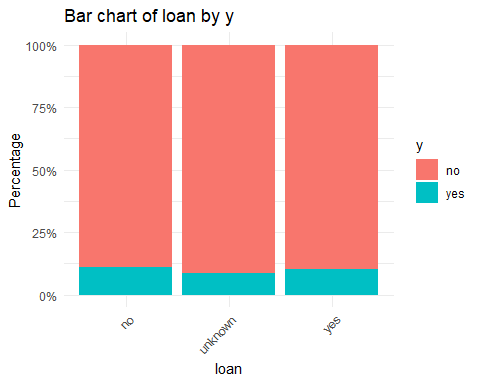 Bar chart of loan by y
100%
75%
50%
25%
0%
Percentage
no
unknown
yes
loan
y
no
yes